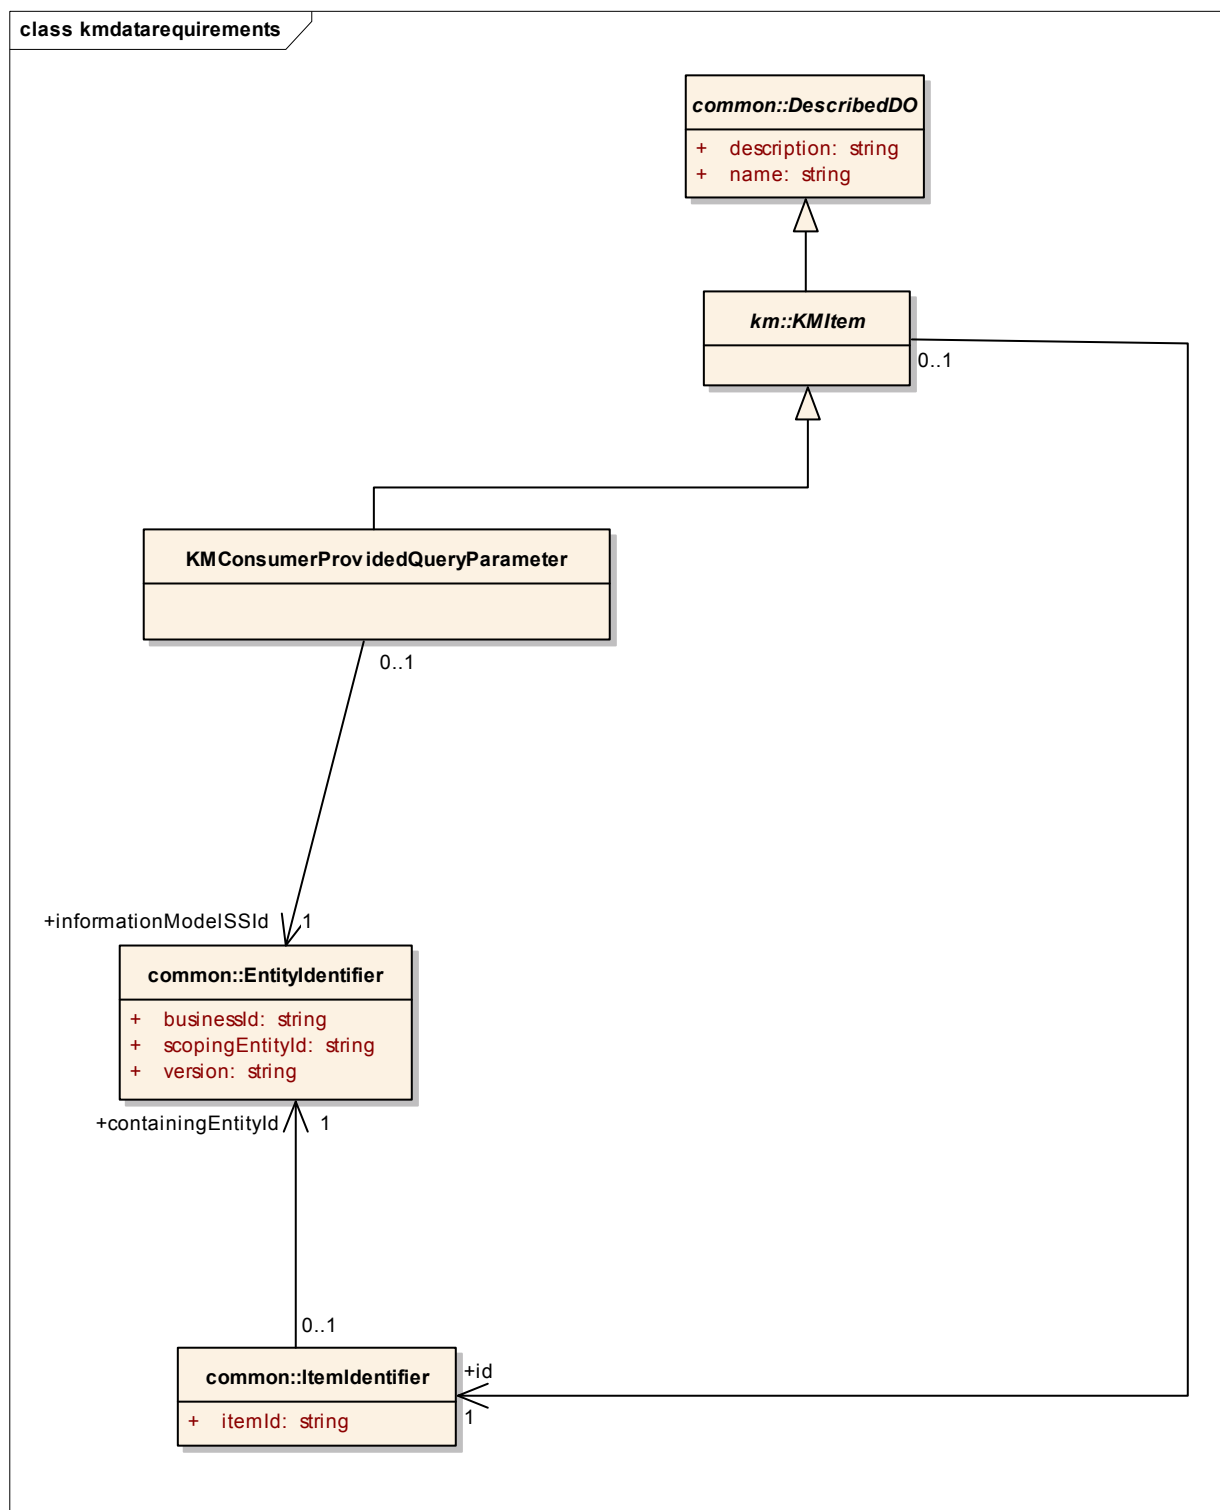 class kmdatarequirements
common::DescribedDO
+ description: string
+ name: string
km::KMItem
0..1
KMConsumerProvidedQueryParameter
0..1
+informationModelSSId 1
common::EntityIdentifier
+ businessId: string
+ scopingEntityId: string
+ version: string
+containingEntityId 1
0..1
common::ItemIdentifier
+ itemId: string
+id
1